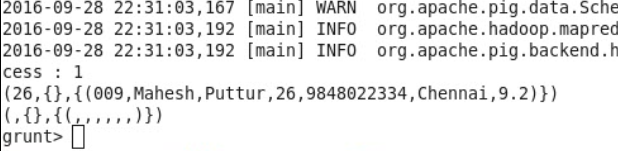 2016-09-28 22:31:03,167 [main] WARN  org.apache.pig.data.Sche
2016-09-28 22:31:03,192 [main] INFO  org.apache.hadoop.mapred
2016-09-28 22:31:03,192 [main] INFO  org.apache.pig.backend.h
cess : 1
(26,{},{(009,Mahesh,Puttur,26,9848022334,Chennai,9.2)})
(,{},{(,,,,,,)})
grunt>